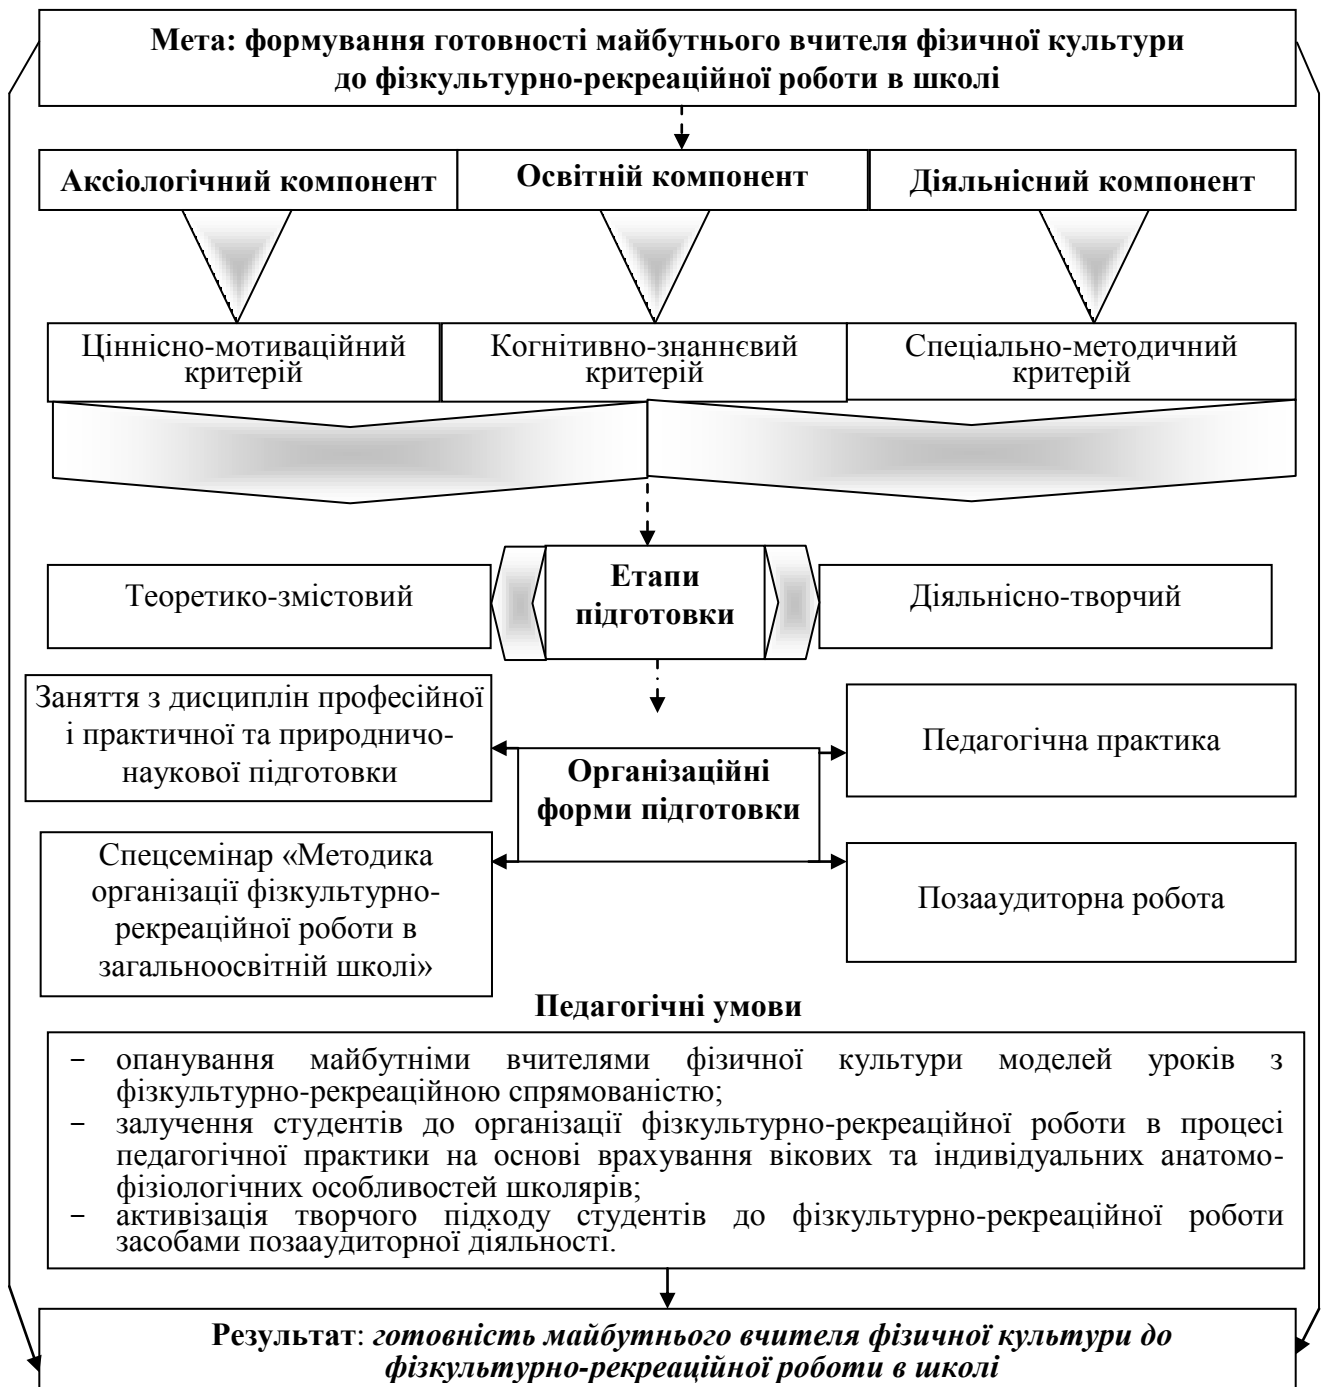 Мета: формування готовності майбутнього вчителя фізичної культури
до фізкультурно-рекреаційної роботи в школі
Аксіологічний компонент
Освітній компонент
Діяльнісний компонент
Ціннісно-мотиваційний
критерій
Когнітивно-знаннєвий
критерій
Спеціально-методичний
критерій
Теоретико-змістовий
Етапи
підготовки
Діяльнісно-творчий
Заняття з дисциплін професійної
і практичної та природничо-
наукової підготовки
Організаційні
форми підготовки
Педагогічна практика
Спецсемінар «Методика
організації фізкультурно-
рекреаційної роботи в
загальноосвітній школі»
Позааудиторна робота
Педагогічні умови
− опанування майбутніми вчителями фізичної культури моделей уроків з
фізкультурно-рекреаційною спрямованістю;
− залучення студентів до організації фізкультурно-рекреаційної роботи в процесі
педагогічної практики на основі врахування вікових та індивідуальних анатомо-
фізіологічних особливостей школярів;
− активізація творчого підходу студентів до фізкультурно-рекреаційної роботи
засобами позааудиторної діяльності.
Результат: готовність майбутнього вчителя фізичної культури до
фізкультурно-рекреаційної роботи в школі